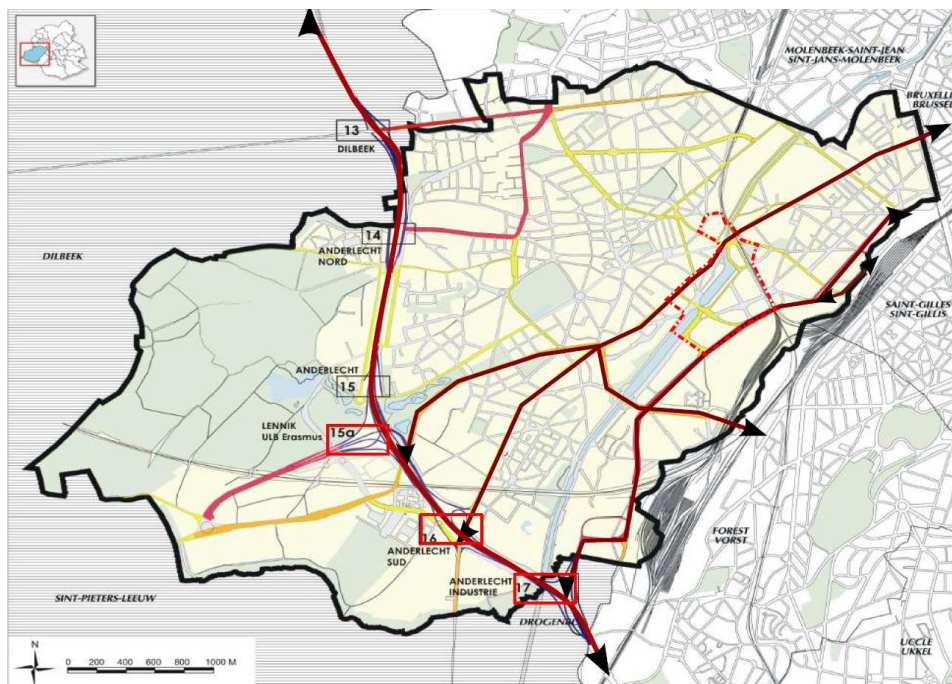 MOLENBEEK-SAINT-JEAN
SINT-JANS-MOLENBEEK
BRUXELLE
BRUSSE
13
DILBEEK
14
ANDERLECHT
NORD
DILBEEK
SAINT-GILLES
SINT-GILLIS
ANDERLECHT
15
LENNIK
ULB Erasmus
15a
16
ANDERLECHT
SUD
FOREST
VORST
ANDERLECHT
INDUSTRIE
17
SINT-PIETERS-LEEUW
DROGENB
UCCLE
UKKEL
N
0 200 400 600 800 1000 M